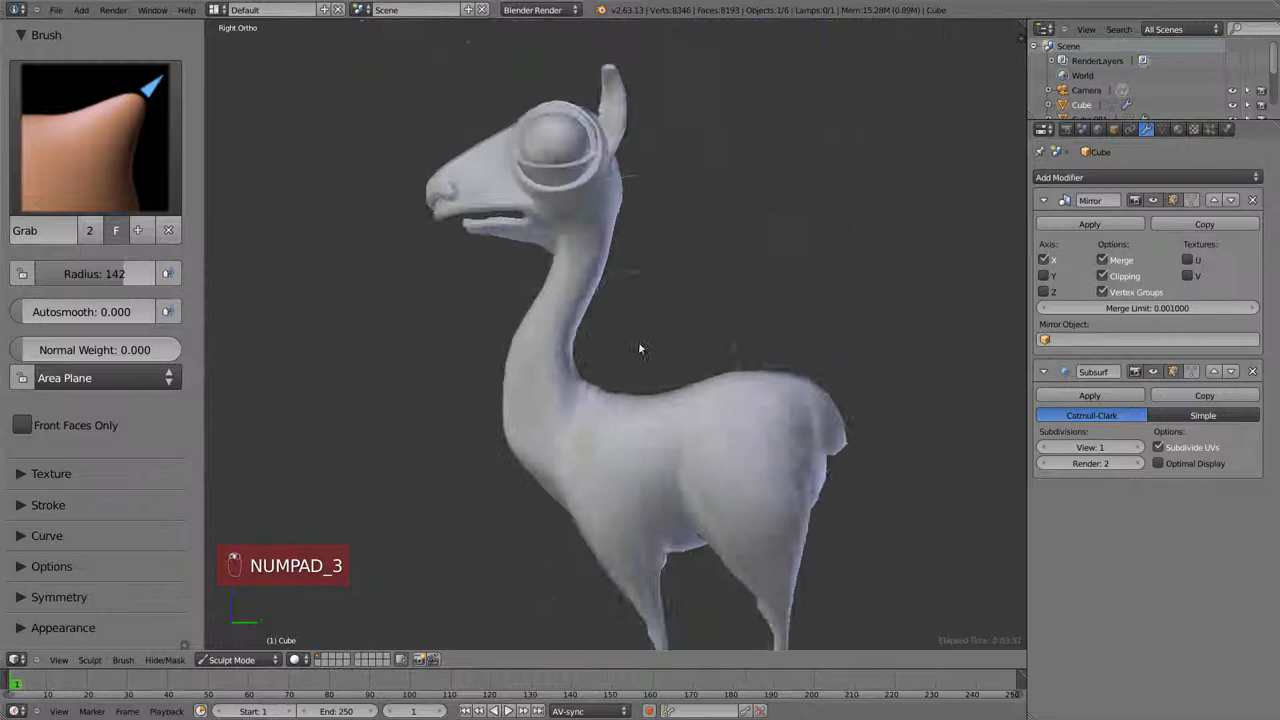 File Add Render Window Help Default Scene Blender Render v2.63.13 | Verts:8346 | Faces:8193 | Objects:1/6 | Lamps:0/1 | Mem:15.28M (0.89M) | Cube
Brush
Right Ortho
View Search All Scenes
Scene
RenderLayers
World
Camera
Cube
Cube
Add Modifier
Mirror
Apply Copy
Axis: Options: Textures:
X Merge U
Y Clipping V
Z Vertex Groups
Merge Limit: 0.001000
Mirror Object:
Subsurf
Apply Copy
Catmull-Clark Simple
Subdivisions: Options:
View: 1 Subdivide UVs
Render: 2 Optimal Display
Grab 2 F
Radius: 142
Autosmooth: 0.000
Normal Weight: 0.000
Area Plane
Front Faces Only
Texture
Stroke
Curve
Options
Symmetry
Appearance
NUMPAD_3
(1) Cube
View Sculpt Brush Hide/Mask Sculpt Mode
1
0 10 20 30 40 50 60 70 80 90 100 110 120 130 140 150 160 170 180 190 200 210 220 230 240 250
View Marker Frame Playback Start: 1 End: 250 1 AV-sync